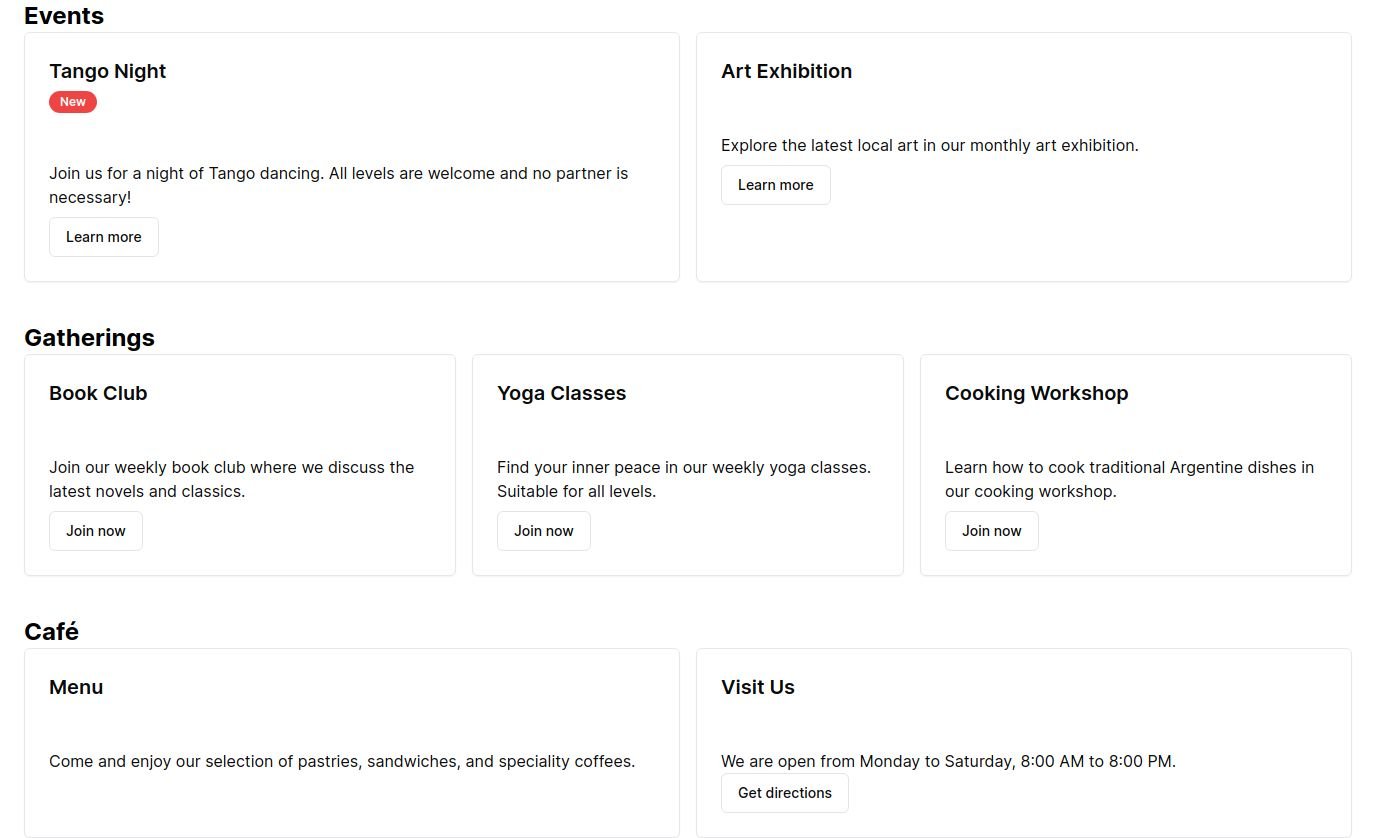 Events
Tango Night
New
Join us for a night of Tango dancing. All levels are welcome and no partner is
necessary!
Learn more
Art Exhibition
Explore the latest local art in our monthly art exhibition.
Learn more
Gatherings
Book Club
Join our weekly book club where we discuss the
latest novels and classics.
Join now
Yoga Classes
Find your inner peace in our weekly yoga classes.
Suitable for all levels.
Join now
Cooking Workshop
Learn how to cook traditional Argentine dishes in
our cooking workshop.
Join now
Café
Menu
Come and enjoy our selection of pastries, sandwiches, and speciality coffees.
Visit Us
We are open from Monday to Saturday, 8:00 AM to 8:00 PM.
Get directions